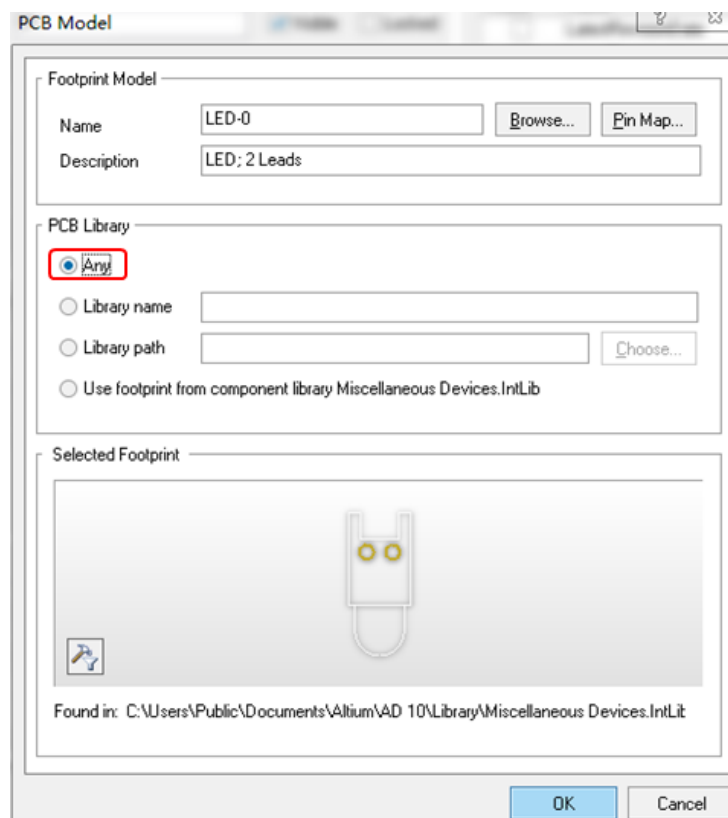 PCB Model
Visible
Footprint Model
Name LED-0 Browse... Pin Map...
Description LED; 2 Leads
PCB Library
Any
Library name
Library path Choose...
Use footprint from component library Miscellaneous Devices.IntLib
Selected Footprint
Found in: C:\Users\Public\Documents\Altium\AD 10\Library\Miscellaneous Devices.IntLib
OK Cancel